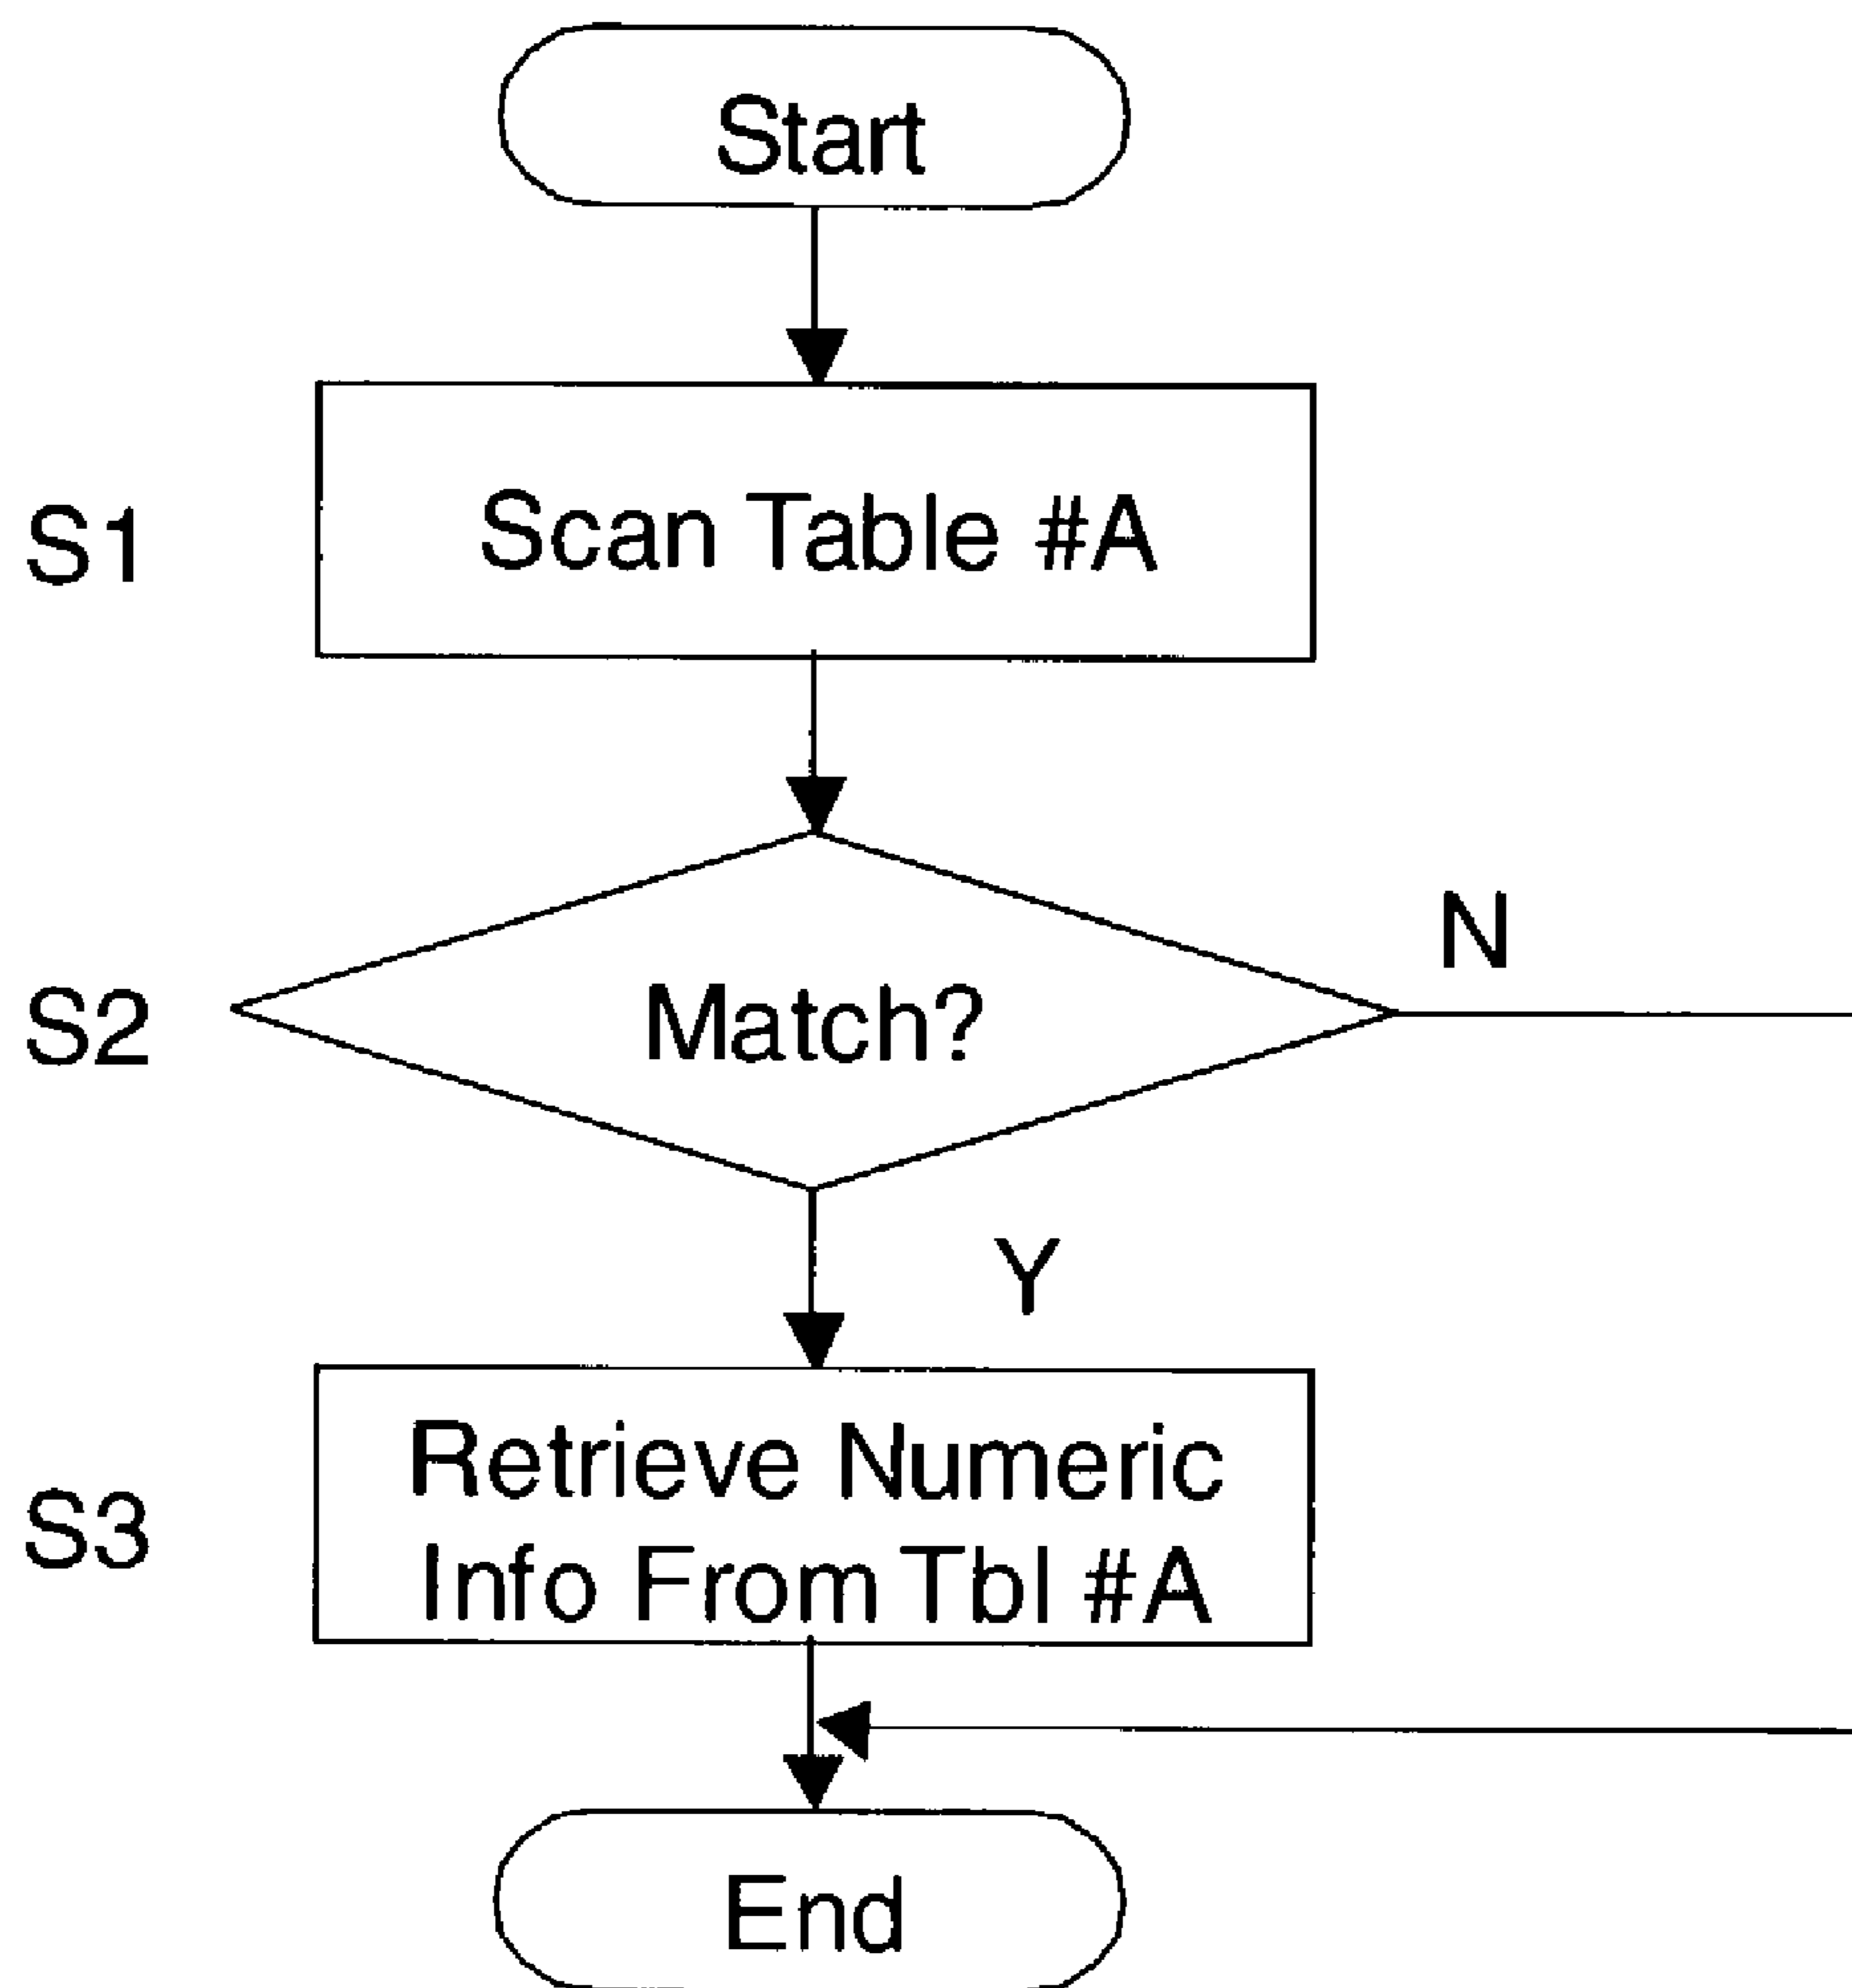 Start
S1
Scan Table #A
S2
Match?
N
Y
S3
Retrieve Numeric
Info From Tbl #A
End